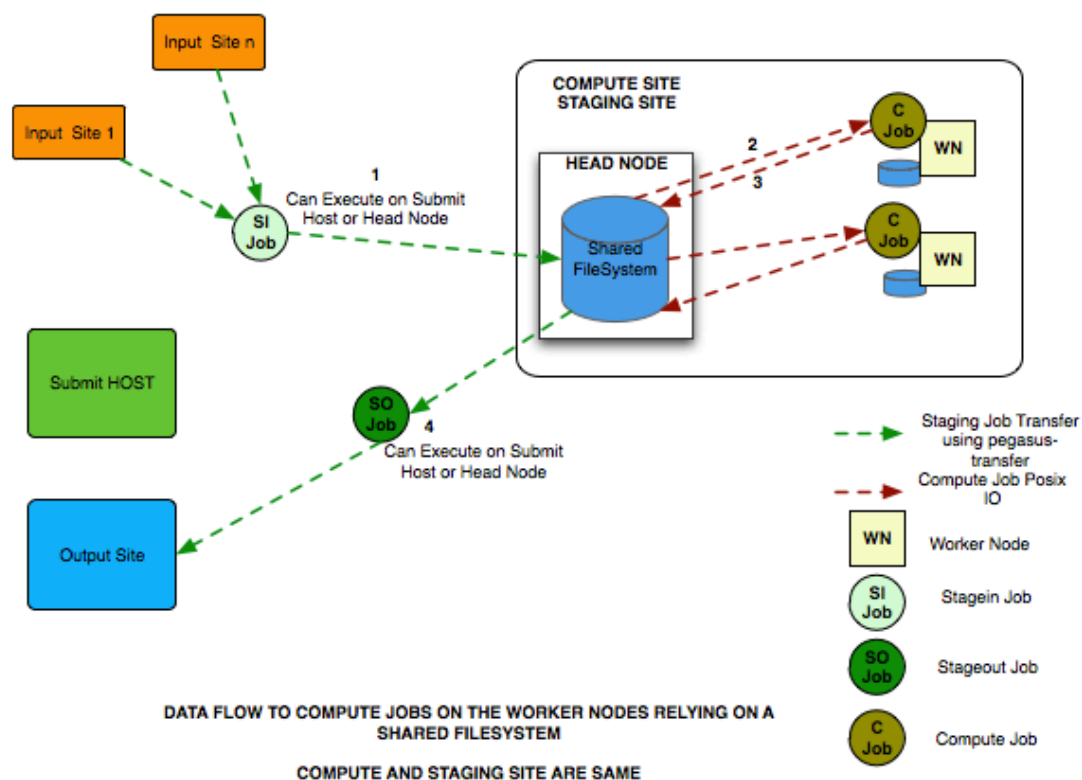 Input Site n
Input Site 1
COMPUTE SITE
STAGING SITE
HEAD NODE
Shared
FileSystem
1
Can Execute on Submit
Host or Head Node
SI
Job
2
3
C
Job
WN
C
Job
WN
Submit HOST
SO
Job
4
Can Execute on Submit
Host or Head Node
Output Site
Staging Job Transfer
using pegasus-
transfer
Compute Job Posix
IO
WN
Worker Node
SI
Job
Stagein Job
SO
Job
Stageout Job
C
Job
Compute Job
DATA FLOW TO COMPUTE JOBS ON THE WORKER NODES RELYING ON A
SHARED FILESYSTEM
COMPUTE AND STAGING SITE ARE SAME